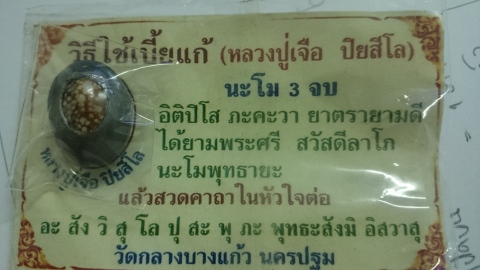 วิธีใช้เบี้ยแก้ (หลวงปู่เจือ ปิยสีโล)
นะโม 3 จบ
อิติปิโส ภะคะวา ยาตรายามดี
ได้ยามพระศรี สวัสดีลาโภ
นะโมพุทธายะ
หลวงปู่เจือ ปิยสีโล
แล้วสวดคาถาในหัวใจต่อ
อะ สัง วิ สุ โล ปุ สะ พุ ภะ พุทธะสังมิ อิสวาสุ
วัดกลางบางแก้ว นครปฐม